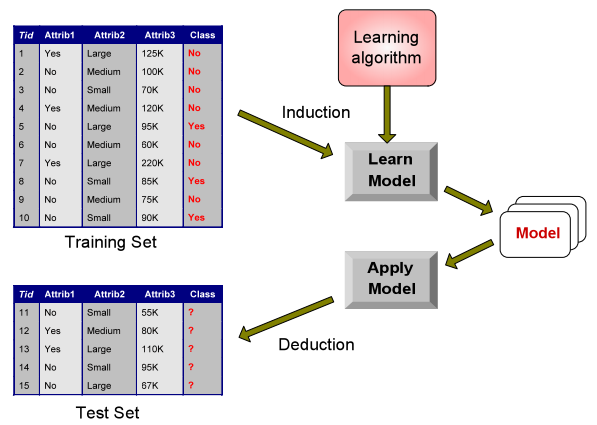 Tid Attrib1 Attrib2 Attrib3 Class
1 Yes Large 125K No
2 No Medium 100K No
3 No Small 70K No
4 Yes Medium 120K No
5 No Large 95K Yes
6 No Medium 60K No
7 Yes Large 220K No
8 No Small 85K Yes
9 No Medium 75K No
10 No Small 90K Yes
Training Set
Learning
algorithm
Induction
Learn
Model
Model
Apply
Model
Deduction
Tid Attrib1 Attrib2 Attrib3 Class
11 No Small 55K ?
12 Yes Medium 80K ?
13 Yes Large 110K ?
14 No Small 95K ?
15 No Large 67K ?
Test Set